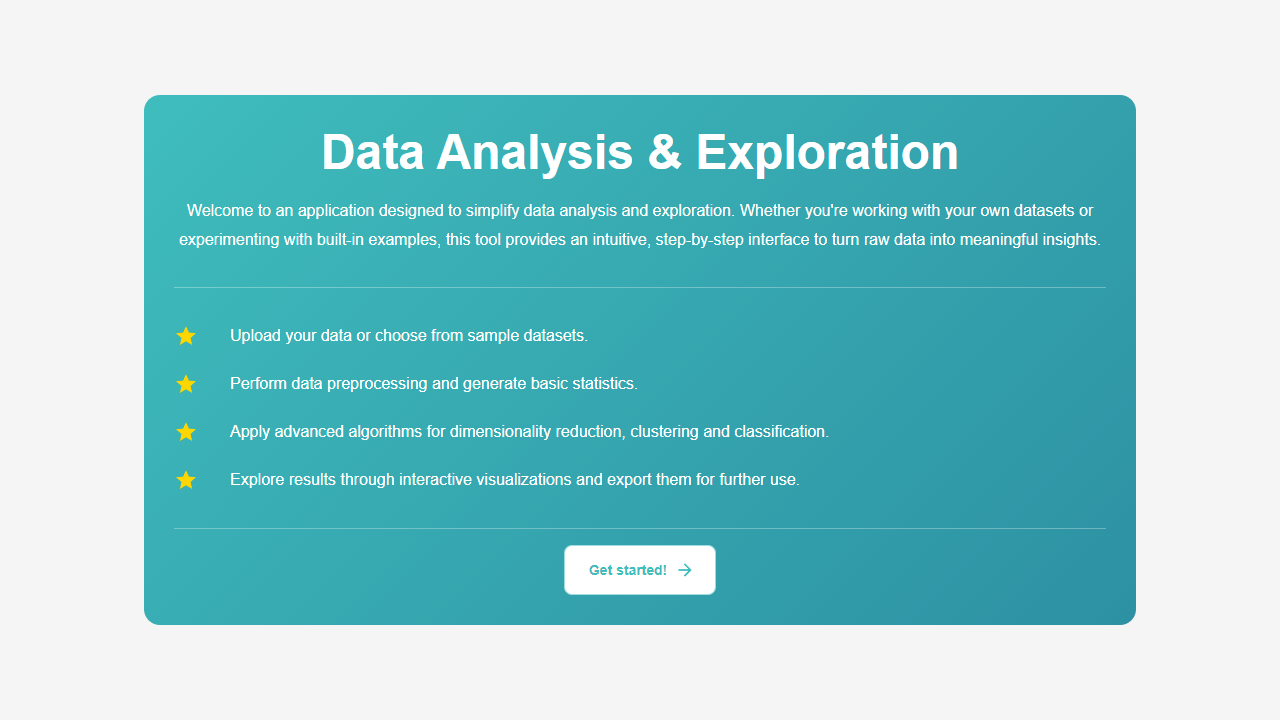 Data Analysis & Exploration
Welcome to an application designed to simplify data analysis and exploration. Whether you're working with your own datasets or
experimenting with built-in examples, this tool provides an intuitive, step-by-step interface to turn raw data into meaningful insights.
Upload your data or choose from sample datasets.
Perform data preprocessing and generate basic statistics.
Apply advanced algorithms for dimensionality reduction, clustering and classification.
Explore results through interactive visualizations and export them for further use.
Get started!